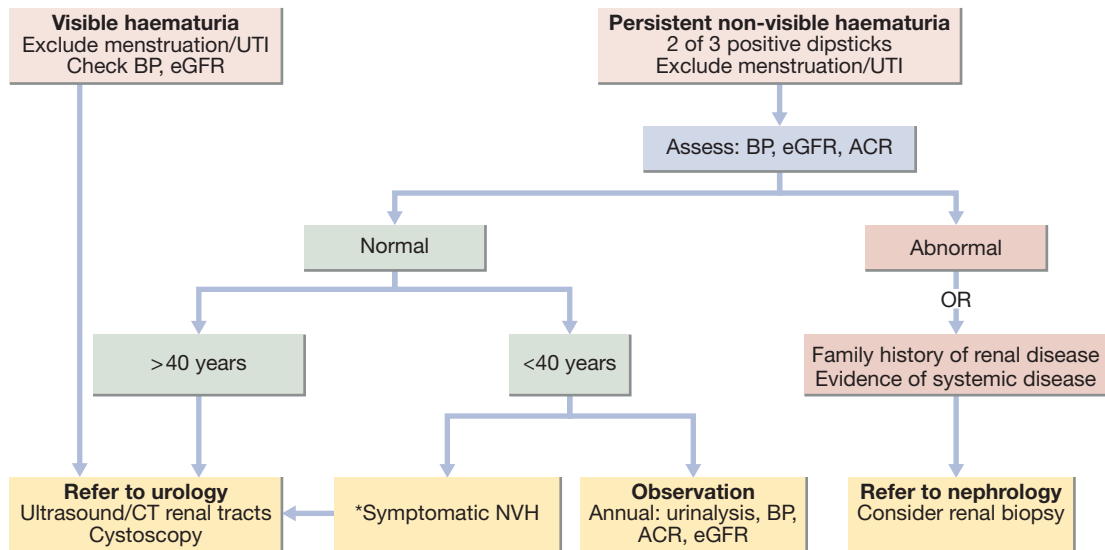 Visible haematuria
Exclude menstruation/UTI
Check BP, eGFR
Persistent non-visible haematuria
2 of 3 positive dipsticks
Exclude menstruation/UTI
Assess: BP, eGFR, ACR
Normal
Abnormal
OR
>40 years
<40 years
Family history of renal disease
Evidence of systemic disease
Refer to urology
Ultrasound/CT renal tracts
Cystoscopy
*Symptomatic NVH
Observation
Annual: urinalysis, BP,
ACR, eGFR
Refer to nephrology
Consider renal biopsy